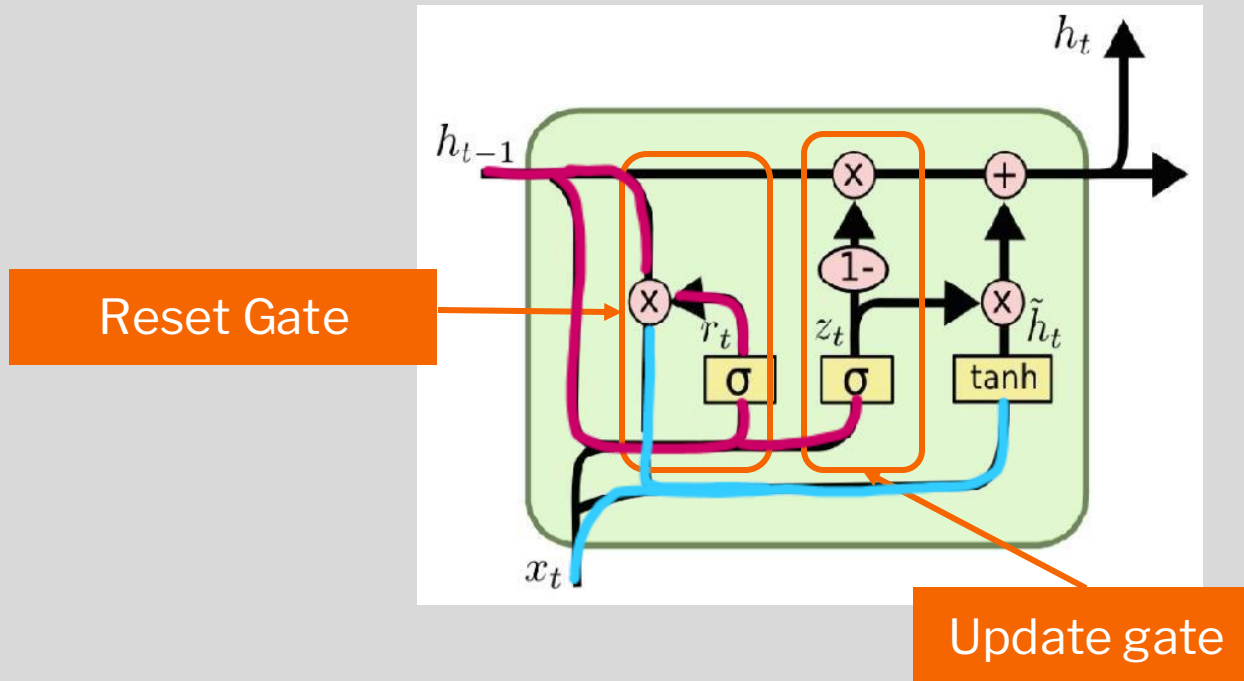 h_t
h_{t-1}
x
+
1-
Reset Gate
x
r_t
z_t
x
h̃_t
σ
σ
tanh
x_t
Update gate